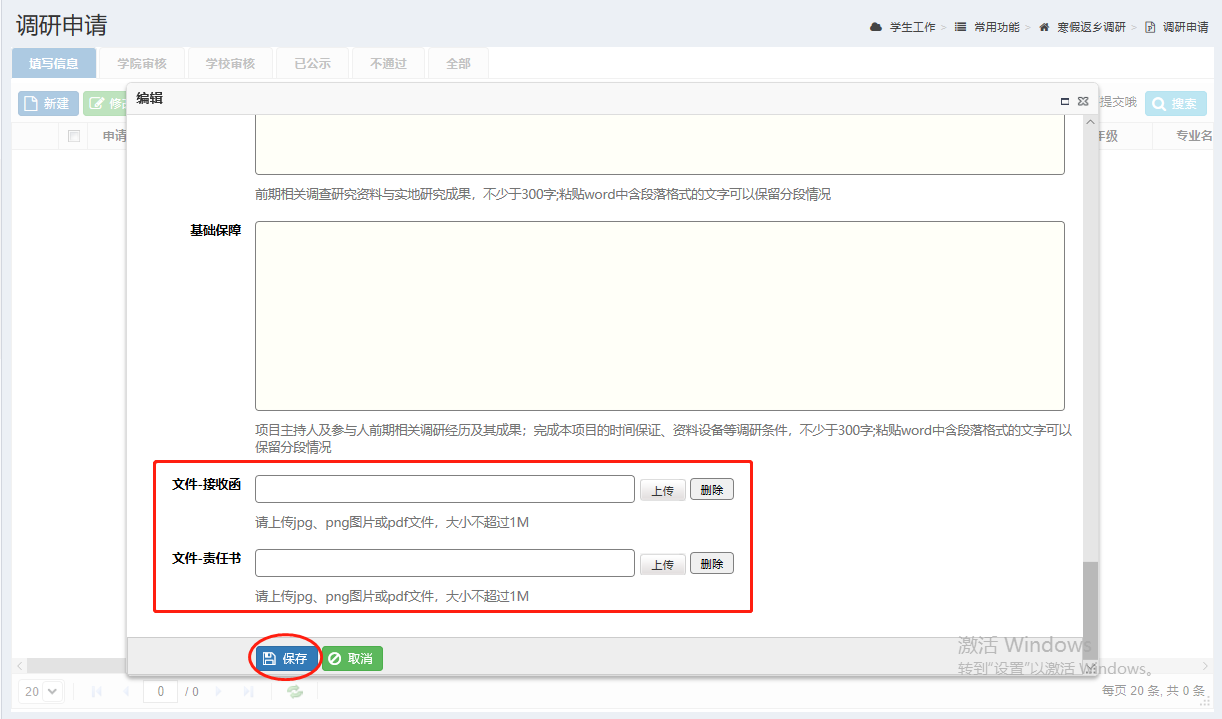 调研申请
学生工作 > 常用功能 > 寒假返乡调研 > 调研申请
填写信息 学院审核 学校审核 已公示 不通过 全部
新建 修改 提交哦 搜索
申请 年级 专业名
编辑
前期相关调查研究资料与实地研究成果，不少于300字;粘贴word中含段落格式的文字可以保留分段情况
基础保障
项目主持人及参与人前期相关调研经历及其成果；完成本项目的时间保证、资料设备等调研条件，不少于300字;粘贴word中含段落格式的文字可以
保留分段情况
文件-接收函 上传 删除
请上传jpg、png图片或pdf文件，大小不超过1M
文件-责任书 上传 删除
请上传jpg、png图片或pdf文件，大小不超过1M
保存 取消
激活 Windows
转到"设置"以激活 Windows。
20 0 / 0 每页 20 条, 共 0 条